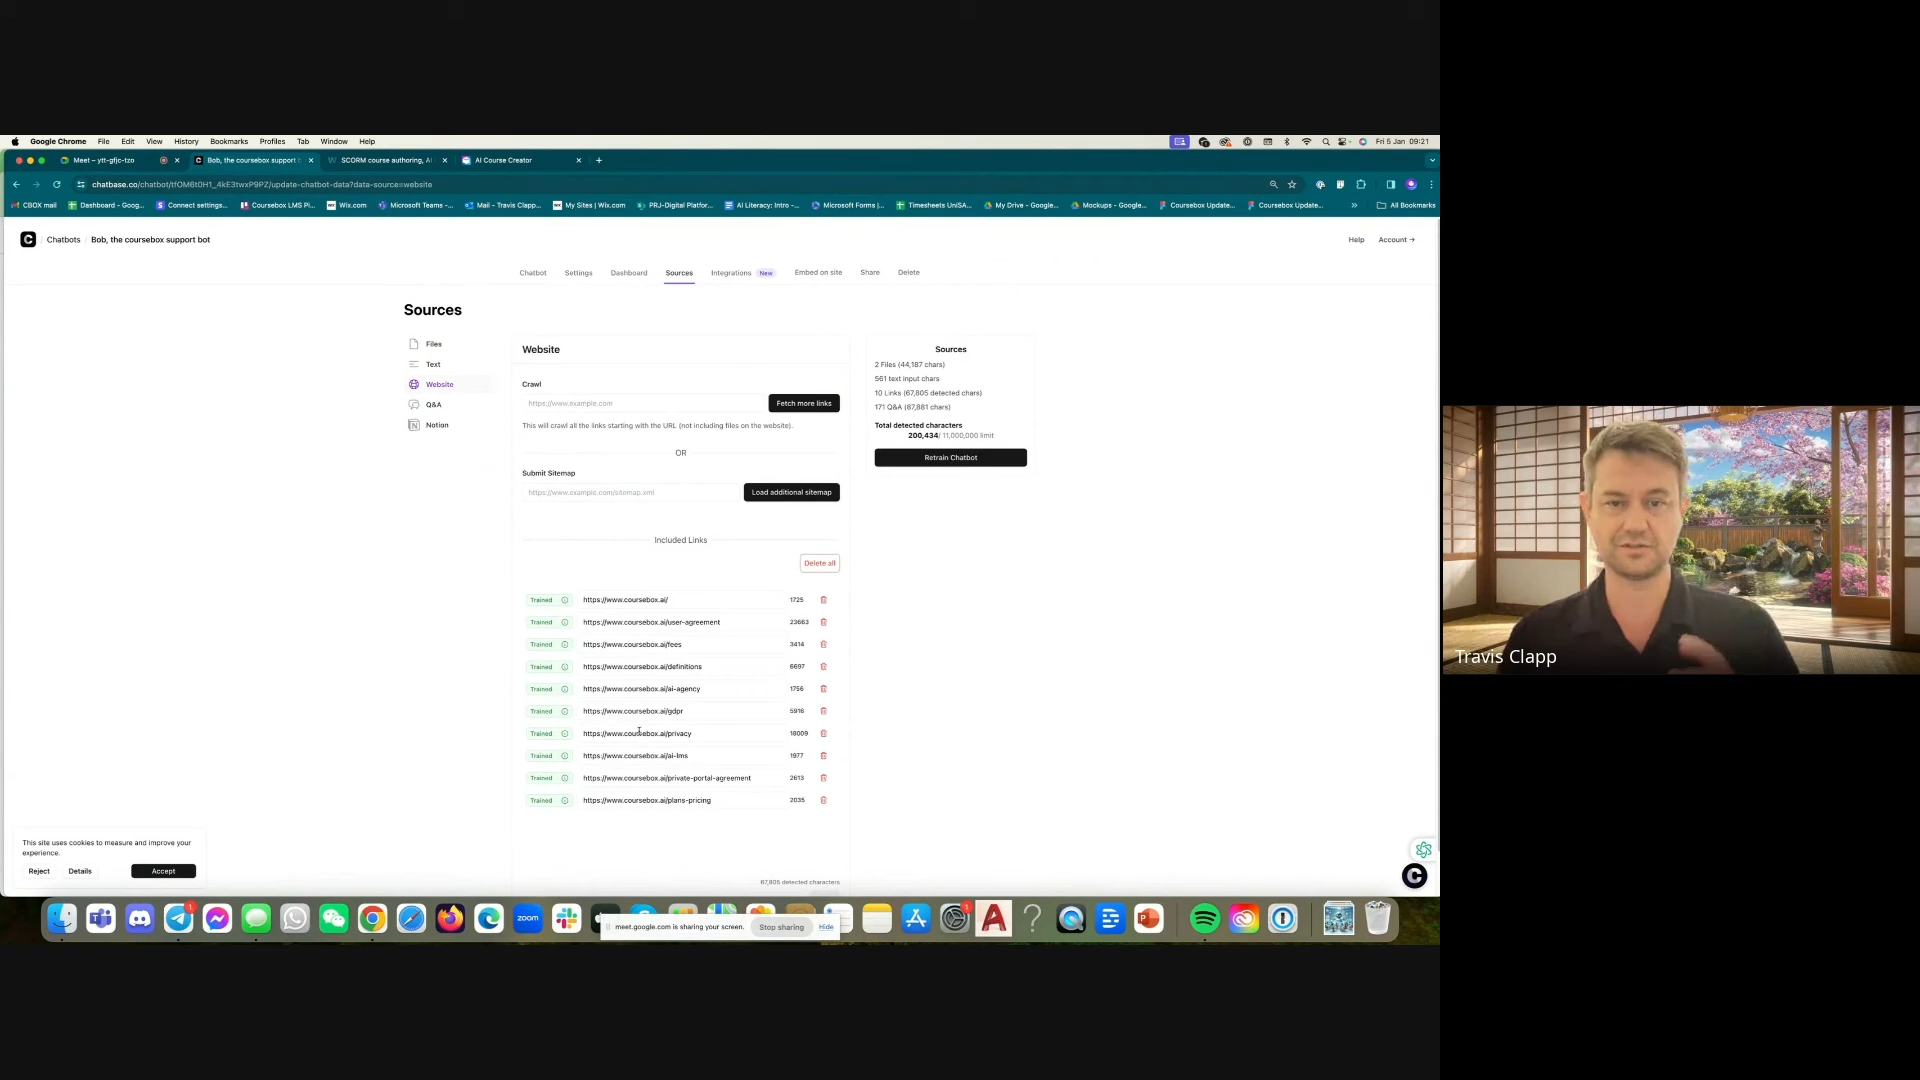 Google Chrome File Edit View History Bookmarks Profiles Tab Window Help Fri 5 Jan 09:21
Meet – ytt-gfjc-tzo Bob, the coursebox support b SCORM course authoring, AI AI Course Creator
chatbase.co/chatbot/tfOM6t0H1_4kE3twxP9PZ/update-chatbot-data?data-source=website
CBOX mail Dashboard - Goog... Connect settings... Coursebox LMS Pi... Wix.com Microsoft Teams -... Mail - Travis Clapp... My Sites | Wix.com PRJ-Digital Platfor... AI Literacy: Intro -... Microsoft Forms |... Timesheets UniSA... My Drive - Google... Mockups - Google... Coursebox Update... Coursebox Update... » All Bookmarks
C / Chatbots / Bob, the coursebox support bot
Help Account →
Chatbot Settings Dashboard Sources Integrations New Embed on site Share Delete
Sources
Files
Text
Website
Q&A
Notion
Website
Crawl
https://www.example.com Fetch more links
This will crawl all the links starting with the URL (not including files on the website).
OR
Submit Sitemap
https://www.example.com/sitemap.xml Load additional sitemap
Included Links
Delete all
Trained https://www.coursebox.ai/ 1725
Trained https://www.coursebox.ai/user-agreement 23663
Trained https://www.coursebox.ai/fees 3414
Trained https://www.coursebox.ai/definitions 6697
Trained https://www.coursebox.ai/ai-agency 1756
Trained https://www.coursebox.ai/gdpr 5916
Trained https://www.coursebox.ai/privacy 18009
Trained https://www.coursebox.ai/ai-lms 1977
Trained https://www.coursebox.ai/private-portal-agreement 2613
Trained https://www.coursebox.ai/plans-pricing 2035
67,805 detected characters
Sources
2 Files (44,187 chars)
561 text input chars
10 Links (67,805 detected chars)
171 Q&A (87,881 chars)
Total detected characters
200,434/ 11,000,000 limit
Retrain Chatbot
This site uses cookies to measure and improve your
experience.
Reject Details Accept
zoom
meet.google.com is sharing your screen. Stop sharing Hide
Travis Clapp